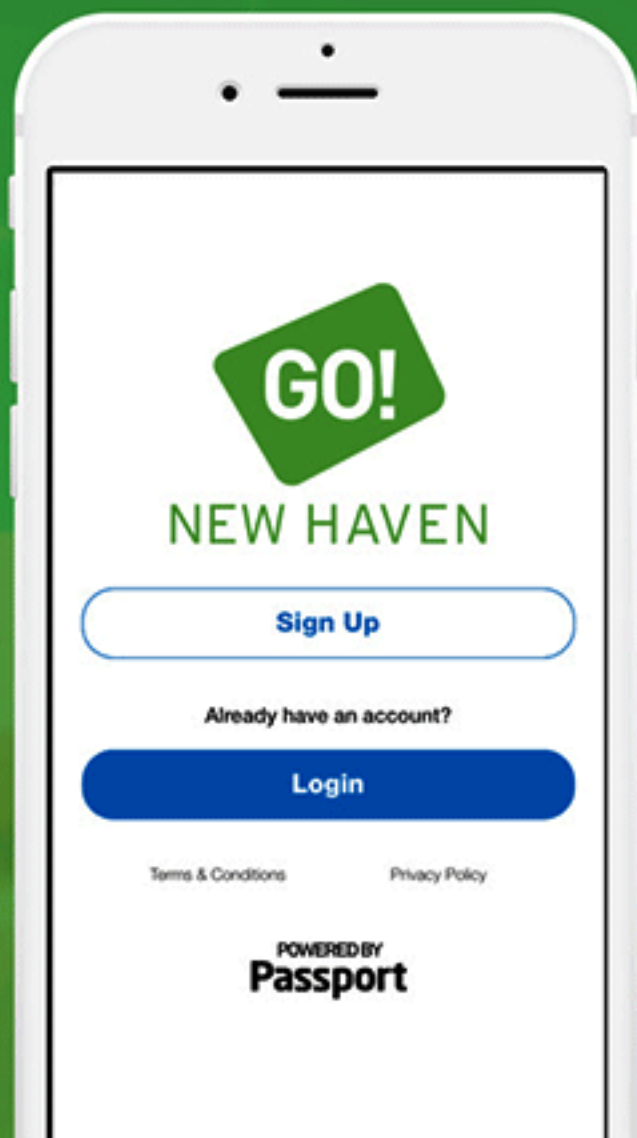 GO!
NEW HAVEN
Sign Up
Already have an account?
Login
Terms & Conditions
Privacy Policy
POWERED BY
Passport